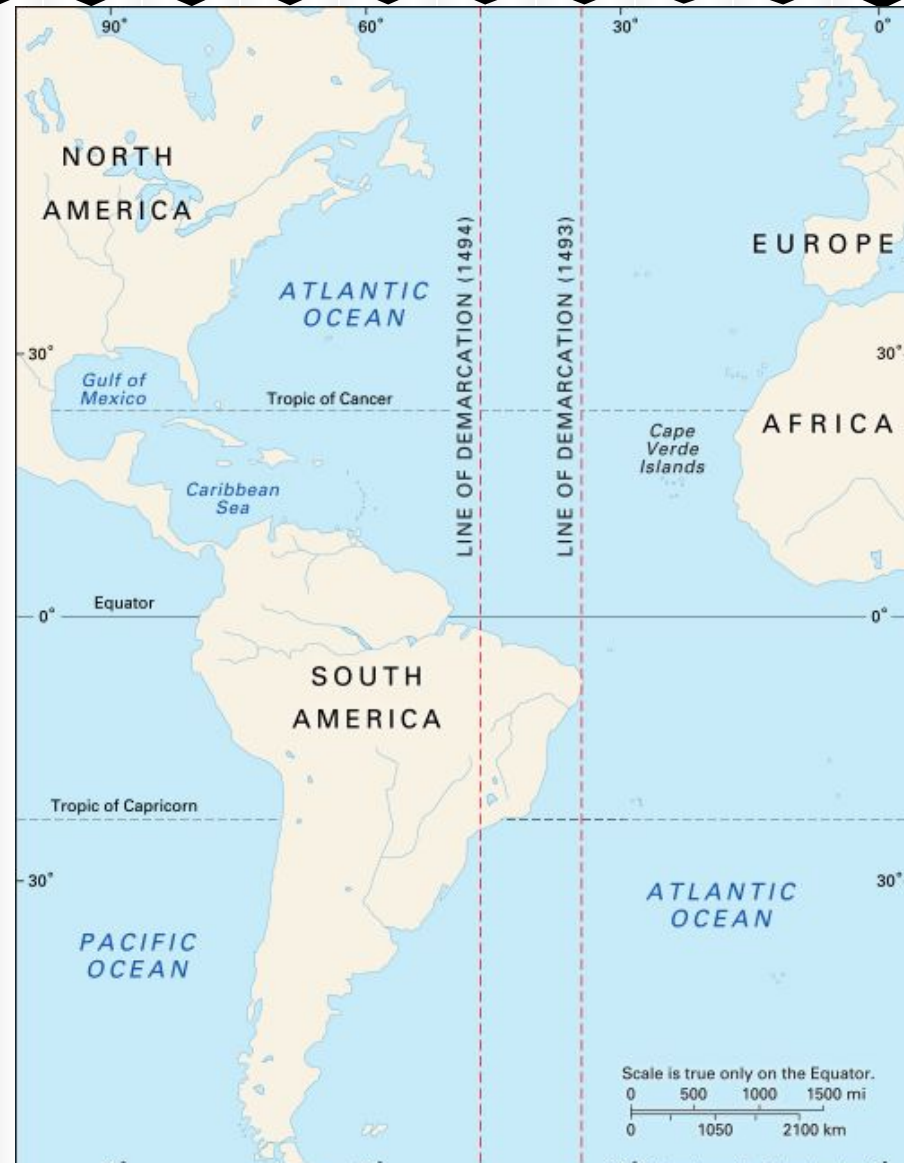 90°
60°
30°
0°
NORTH
AMERICA
EUROPE
ATLANTIC
OCEAN
LINE OF DEMARCATION (1494)
LINE OF DEMARCATION (1493)
30°
30°
Gulf of
Mexico
Tropic of Cancer
AFRICA
Cape
Verde
Islands
Caribbean
Sea
Equator
0°
0°
SOUTH
AMERICA
Tropic of Capricorn
30°
30°
ATLANTIC
OCEAN
PACIFIC
OCEAN
Scale is true only on the Equator.
0 500 1000 1500 mi
0 1050 2100 km